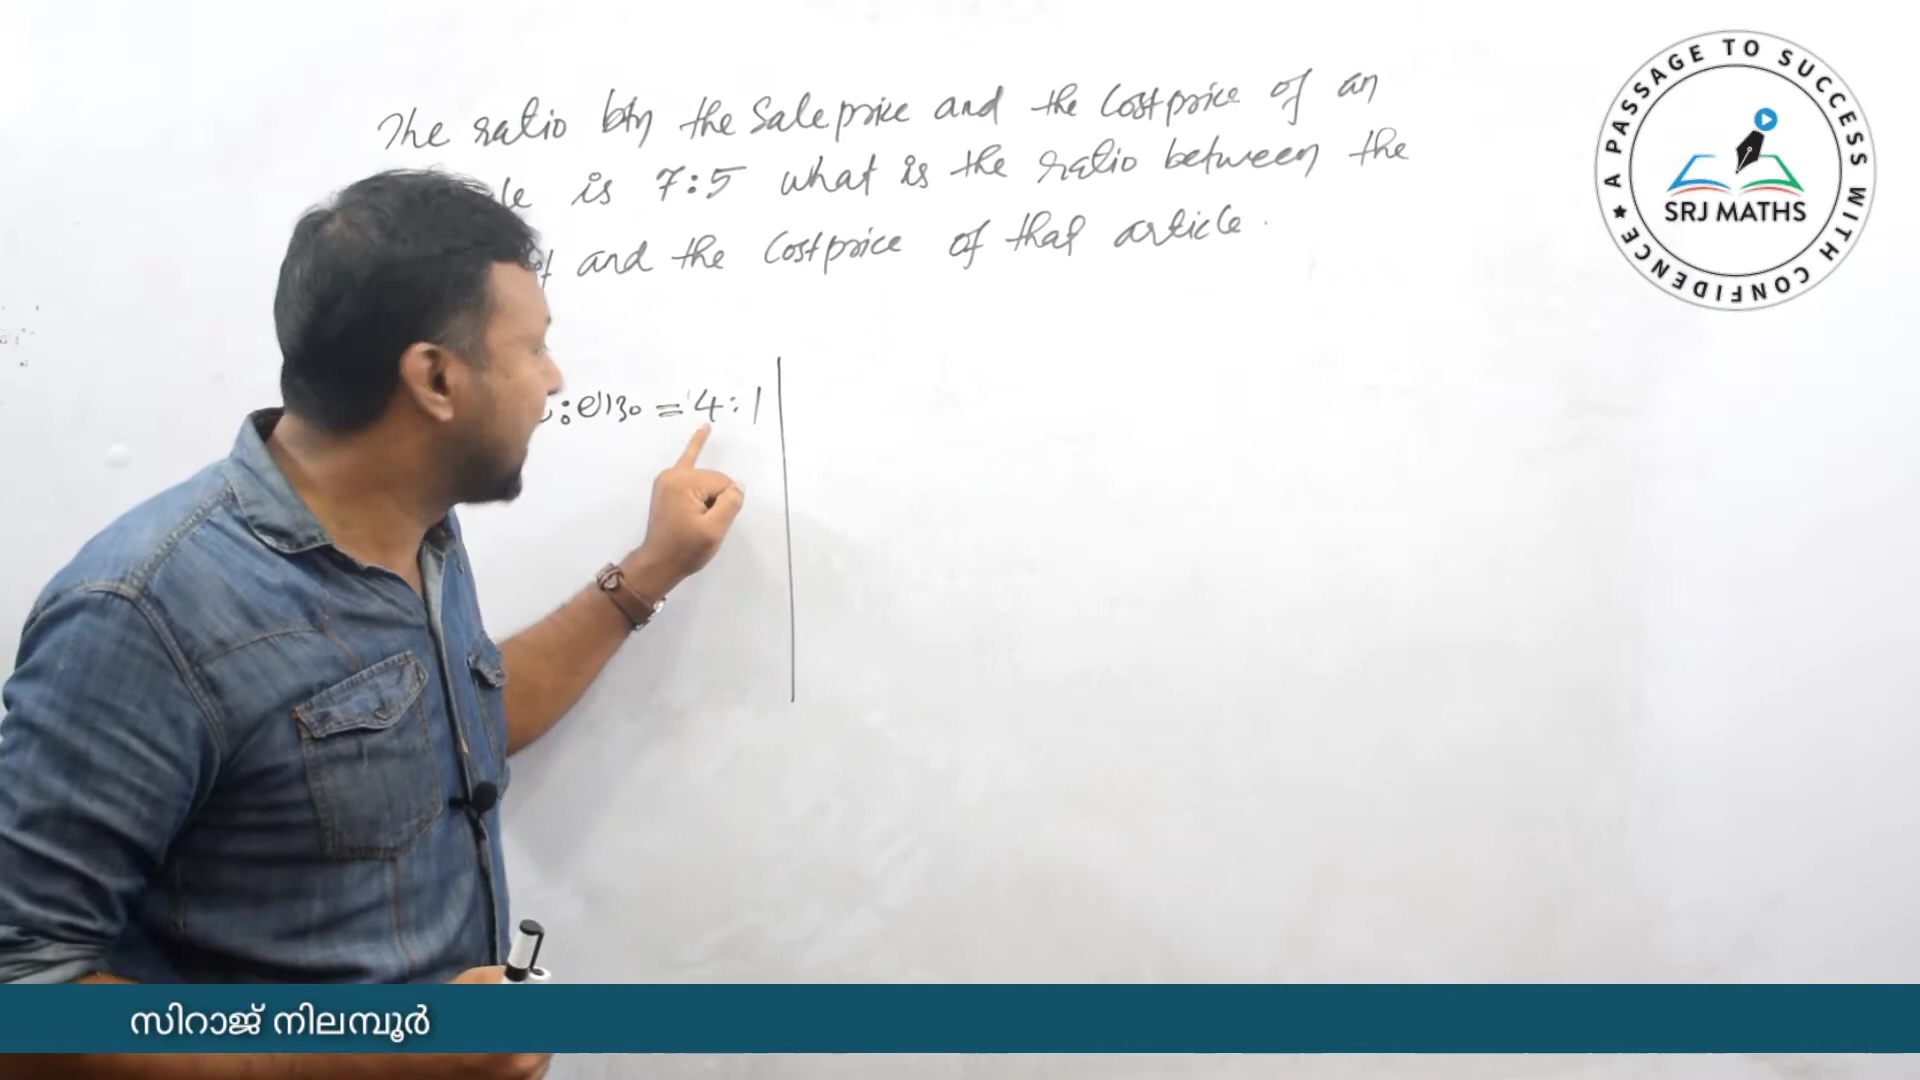 The ratio btn the Sale price and the Cost price of an
is 7:5 what is the ratio between the
and the Cost price of that article.
: ലാഭം = 4:1
A PASSAGE TO SUCCESS WITH CONFIDENCE
SRJ MATHS
സിറാജ് നിലമ്പൂർ